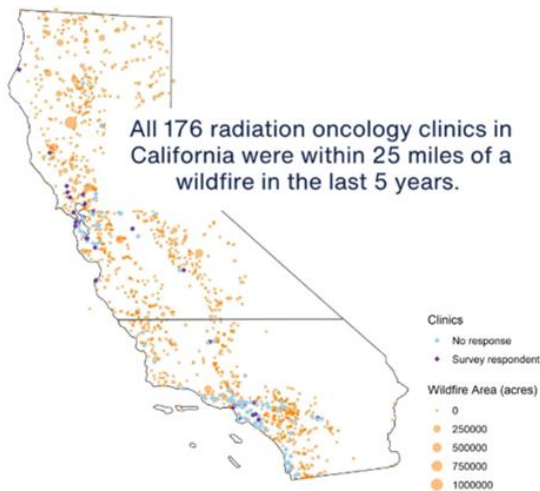 All 176 radiation oncology clinics in
California were within 25 miles of a
wildfire in the last 5 years.
Clinics
No response
Survey respondent
Wildfire Area (acres)
0
250000
500000
750000
1000000